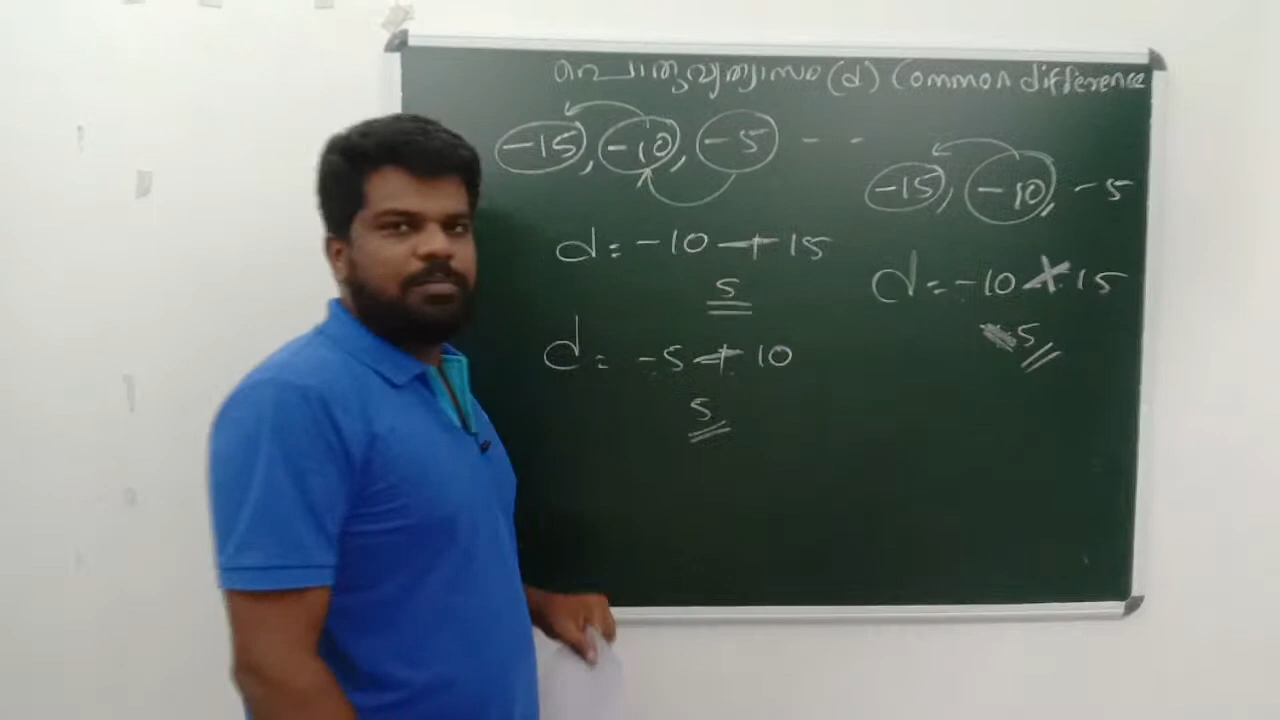 പൊതുവ്യത്യാസം (d) Common difference
-15, -10, -5 - -
d = -10 + 15
5
d = -5 + 10
5
-15, -10, -5
d = -10 + 15
5